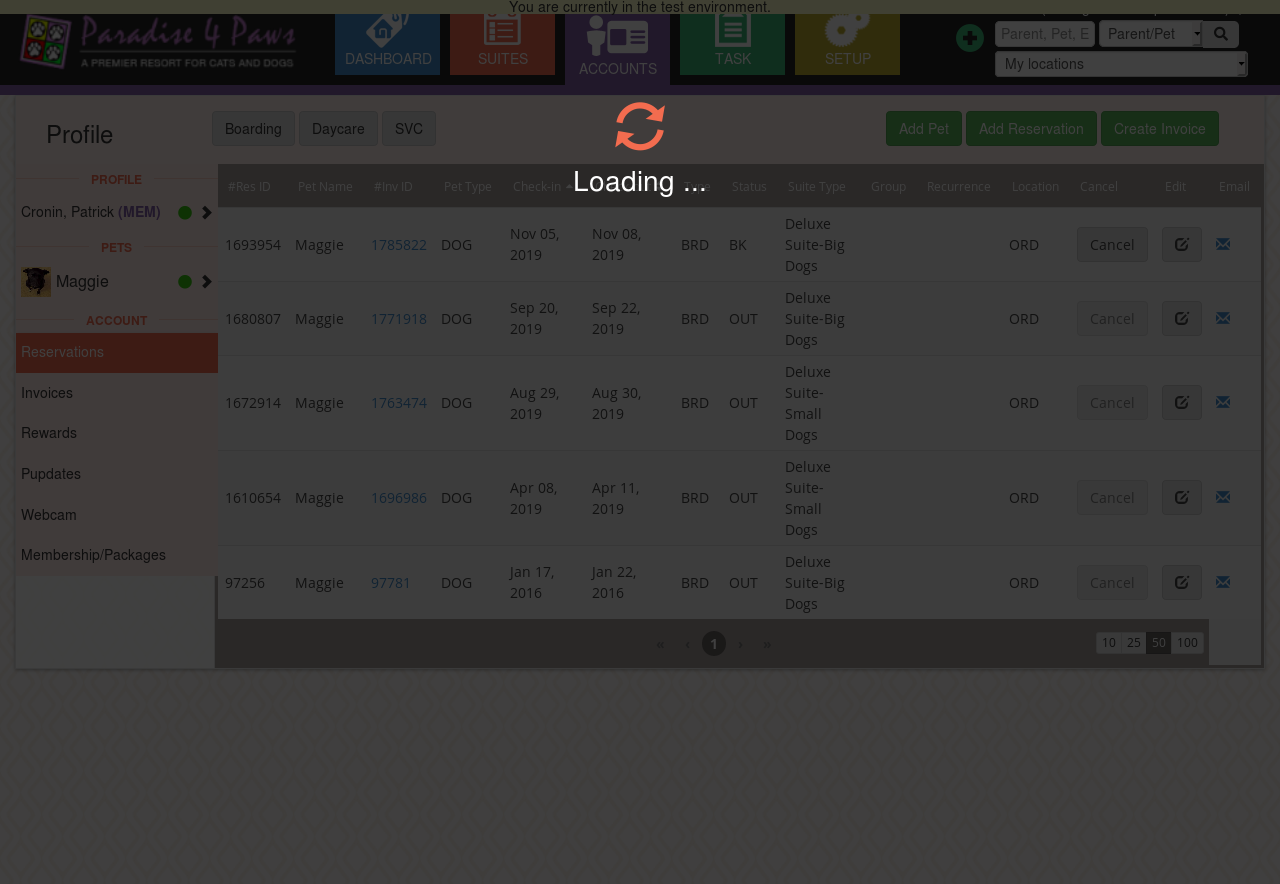 You are currently in the test environment.
Paradise 4 Paws
A PREMIER RESORT FOR CATS AND DOGS
DASHBOARD
SUITES
ACCOUNTS
TASK
SETUP
Parent, Pet, E
Parent/Pet
My locations
Profile
Boarding
Daycare
SVC
Add Pet
Add Reservation
Create Invoice
Loading ...
PROFILE
Cronin, Patrick (MEM)
PETS
Maggie
ACCOUNT
Reservations
Invoices
Rewards
Pupdates
Webcam
Membership/Packages
#Res ID Pet Name #Inv ID Pet Type Check-In Type Status Suite Type Group Recurrence Location Cancel Edit Email
1693954 Maggie 1785822 DOG Nov 05, 2019 Nov 08, 2019 BRD BK Deluxe Suite-Big Dogs ORD Cancel
1680807 Maggie 1771918 DOG Sep 20, 2019 Sep 22, 2019 BRD OUT Deluxe Suite-Big Dogs ORD Cancel
1672914 Maggie 1763474 DOG Aug 29, 2019 Aug 30, 2019 BRD OUT Deluxe Suite-Small Dogs ORD Cancel
1610654 Maggie 1696986 DOG Apr 08, 2019 Apr 11, 2019 BRD OUT Deluxe Suite-Small Dogs ORD Cancel
97256 Maggie 97781 DOG Jan 17, 2016 Jan 22, 2016 BRD OUT Deluxe Suite-Big Dogs ORD Cancel
« ‹ 1 › »
10 25 50 100